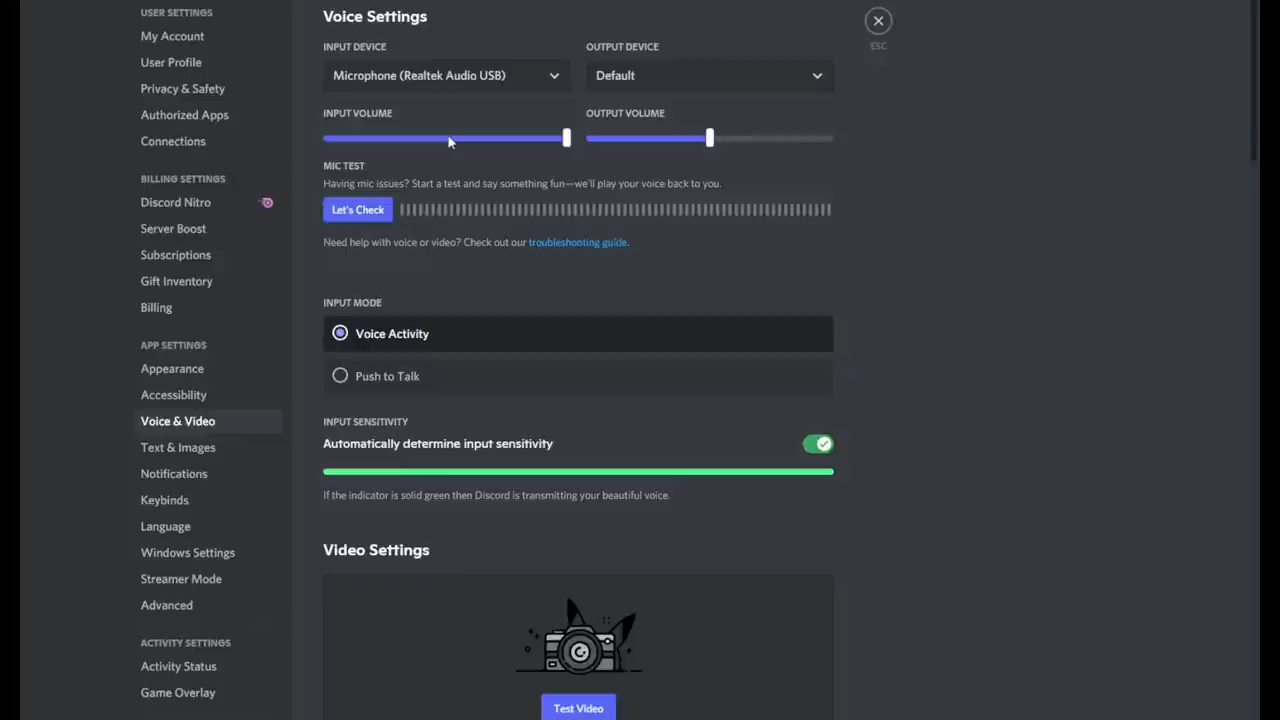 USER SETTINGS
My Account
User Profile
Privacy & Safety
Authorized Apps
Connections
BILLING SETTINGS
Discord Nitro
Server Boost
Subscriptions
Gift Inventory
Billing
APP SETTINGS
Appearance
Accessibility
Voice & Video
Text & Images
Notifications
Keybinds
Language
Windows Settings
Streamer Mode
Advanced
ACTIVITY SETTINGS
Activity Status
Game Overlay
Voice Settings
INPUT DEVICE
Microphone (Realtek Audio USB)
OUTPUT DEVICE
Default
INPUT VOLUME
OUTPUT VOLUME
MIC TEST
Having mic issues? Start a test and say something fun—we'll play your voice back to you.
Let's Check
Need help with voice or video? Check out our troubleshooting guide.
INPUT MODE
Voice Activity
Push to Talk
INPUT SENSITIVITY
Automatically determine input sensitivity
If the indicator is solid green then Discord is transmitting your beautiful voice.
Video Settings
Test Video
ESC